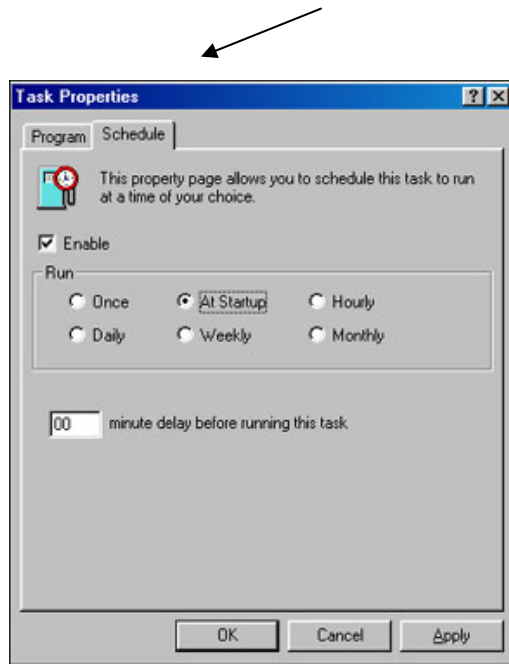 Task Properties
Program Schedule
This property page allows you to schedule this task to run
at a time of your choice.
Enable
Run
Once At Startup Hourly
Daily Weekly Monthly
00 minute delay before running this task
OK Cancel Apply